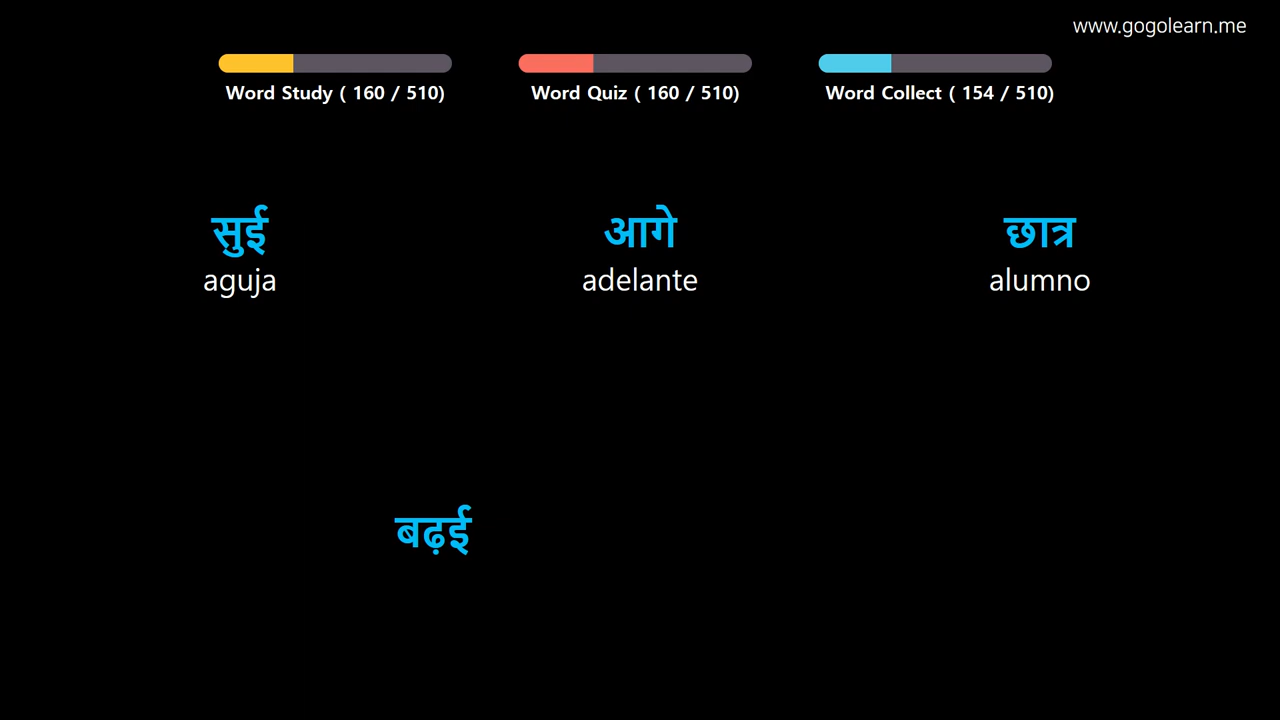 www.gogolearn.me
Word Study ( 160 / 510)
Word Quiz ( 160 / 510)
Word Collect ( 154 / 510)
सुई
aguja
आगे
adelante
छात्र
alumno
बढ़ई